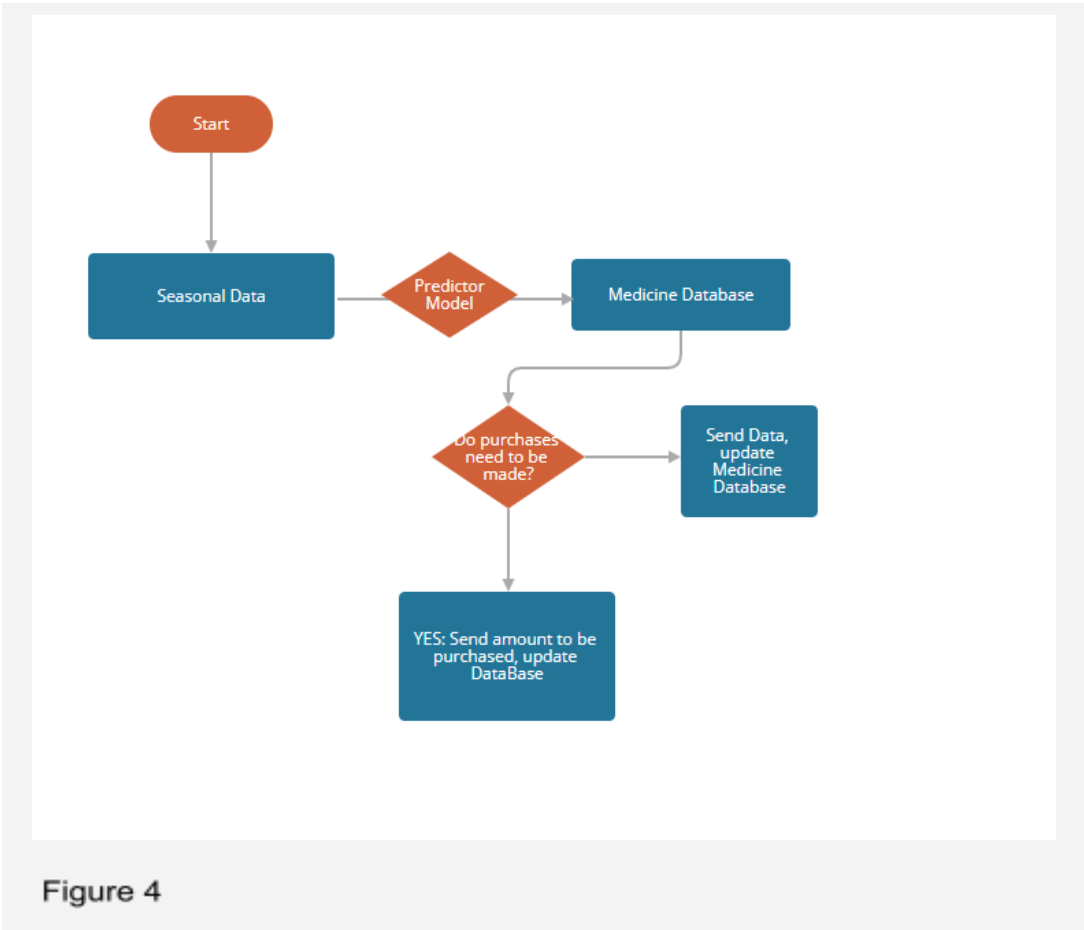 Start
Seasonal Data
Predictor
Model
Medicine Database
Do purchases
need to be
made?
Send Data,
update
Medicine
Database
YES: Send amount to be
purchased, update
DataBase
Figure 4